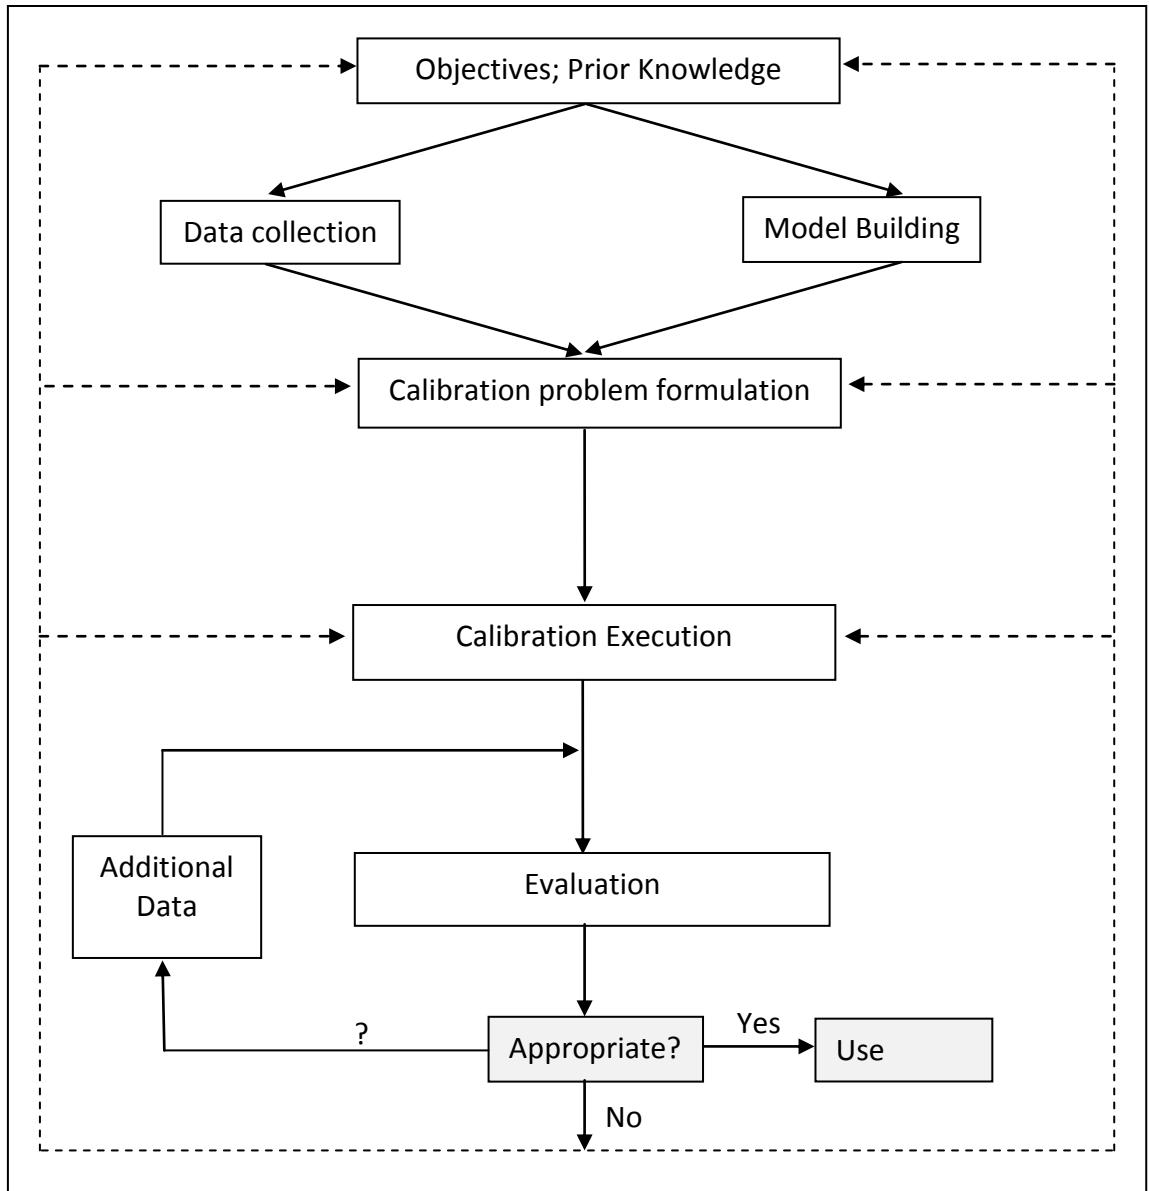 Objectives; Prior Knowledge
Data collection
Model Building
Calibration problem formulation
Calibration Execution
Additional
Data
Evaluation
?
Appropriate?
Yes
Use
No